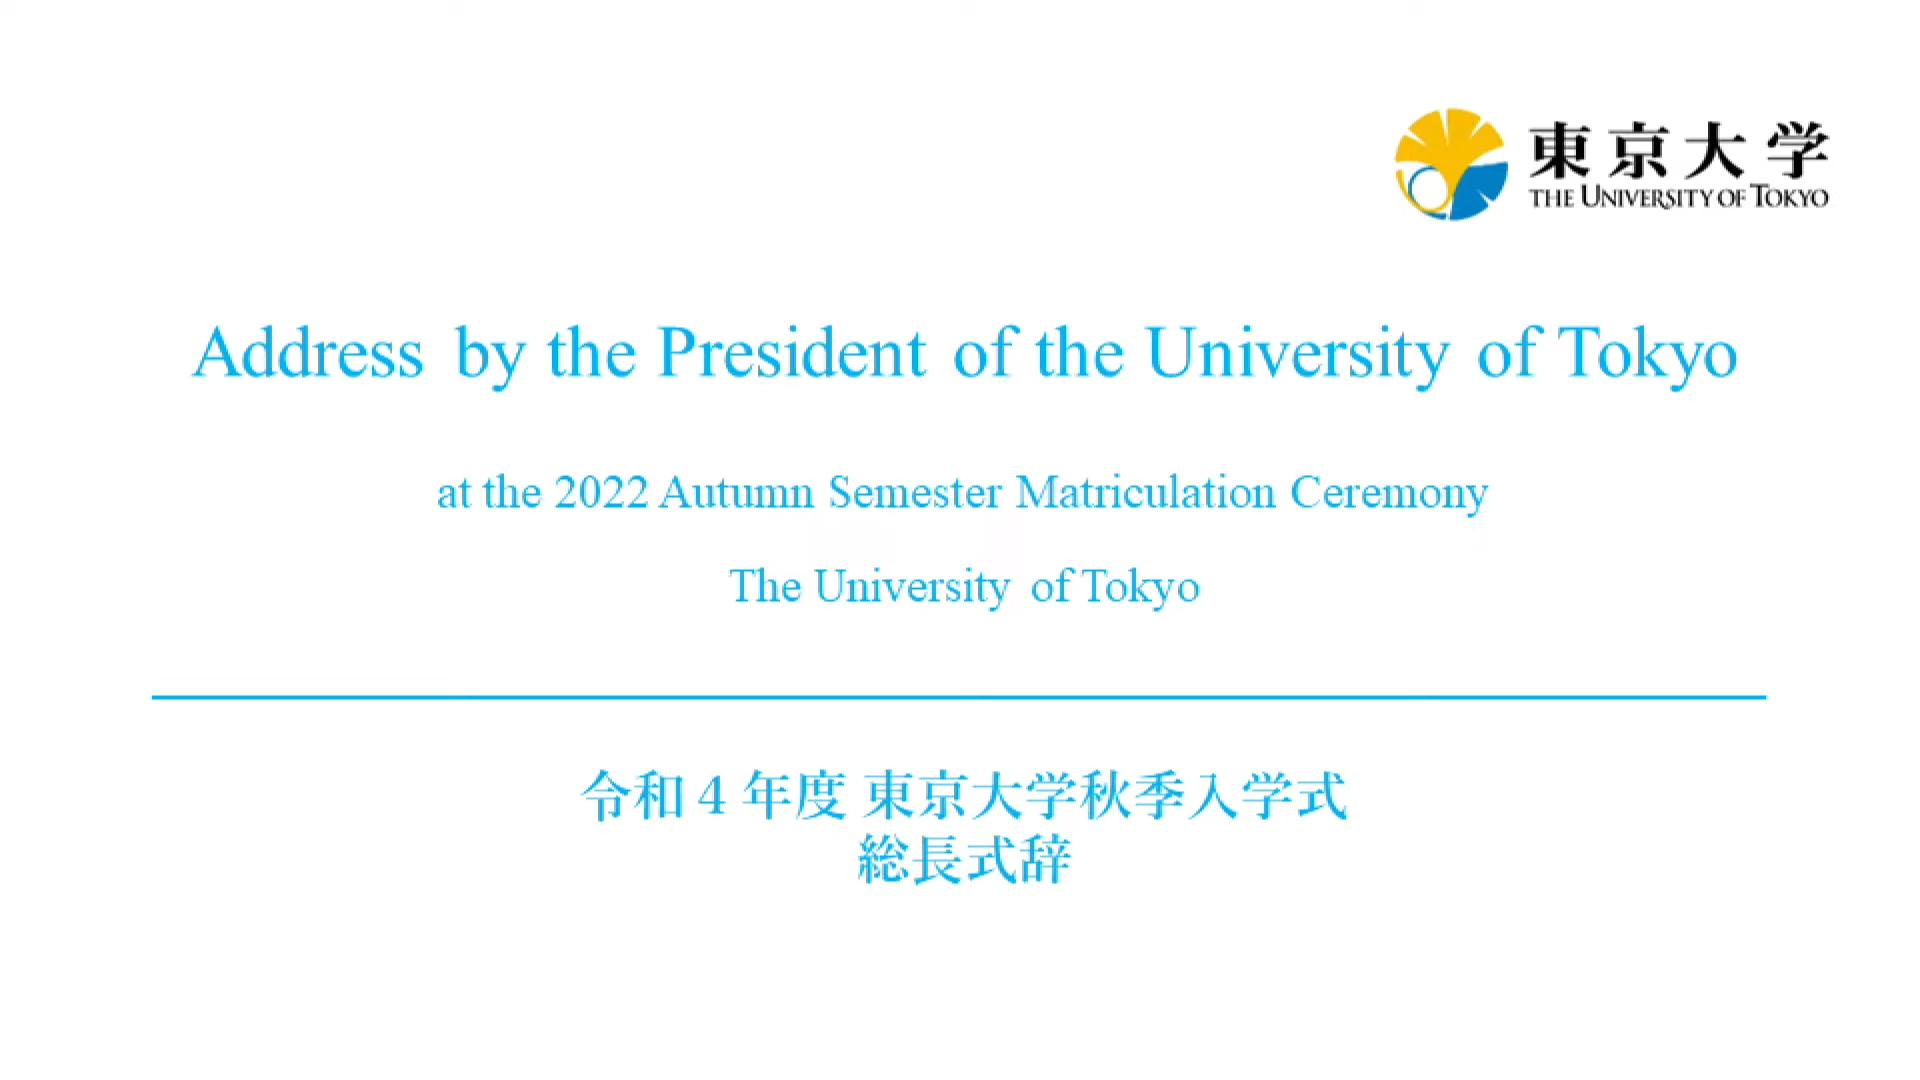 東京大学
THE UNIVERSITY OF TOKYO
Address by the President of the University of Tokyo
at the 2022 Autumn Semester Matriculation Ceremony
The University of Tokyo
令和4年度 東京大学秋季入学式
総長式辞